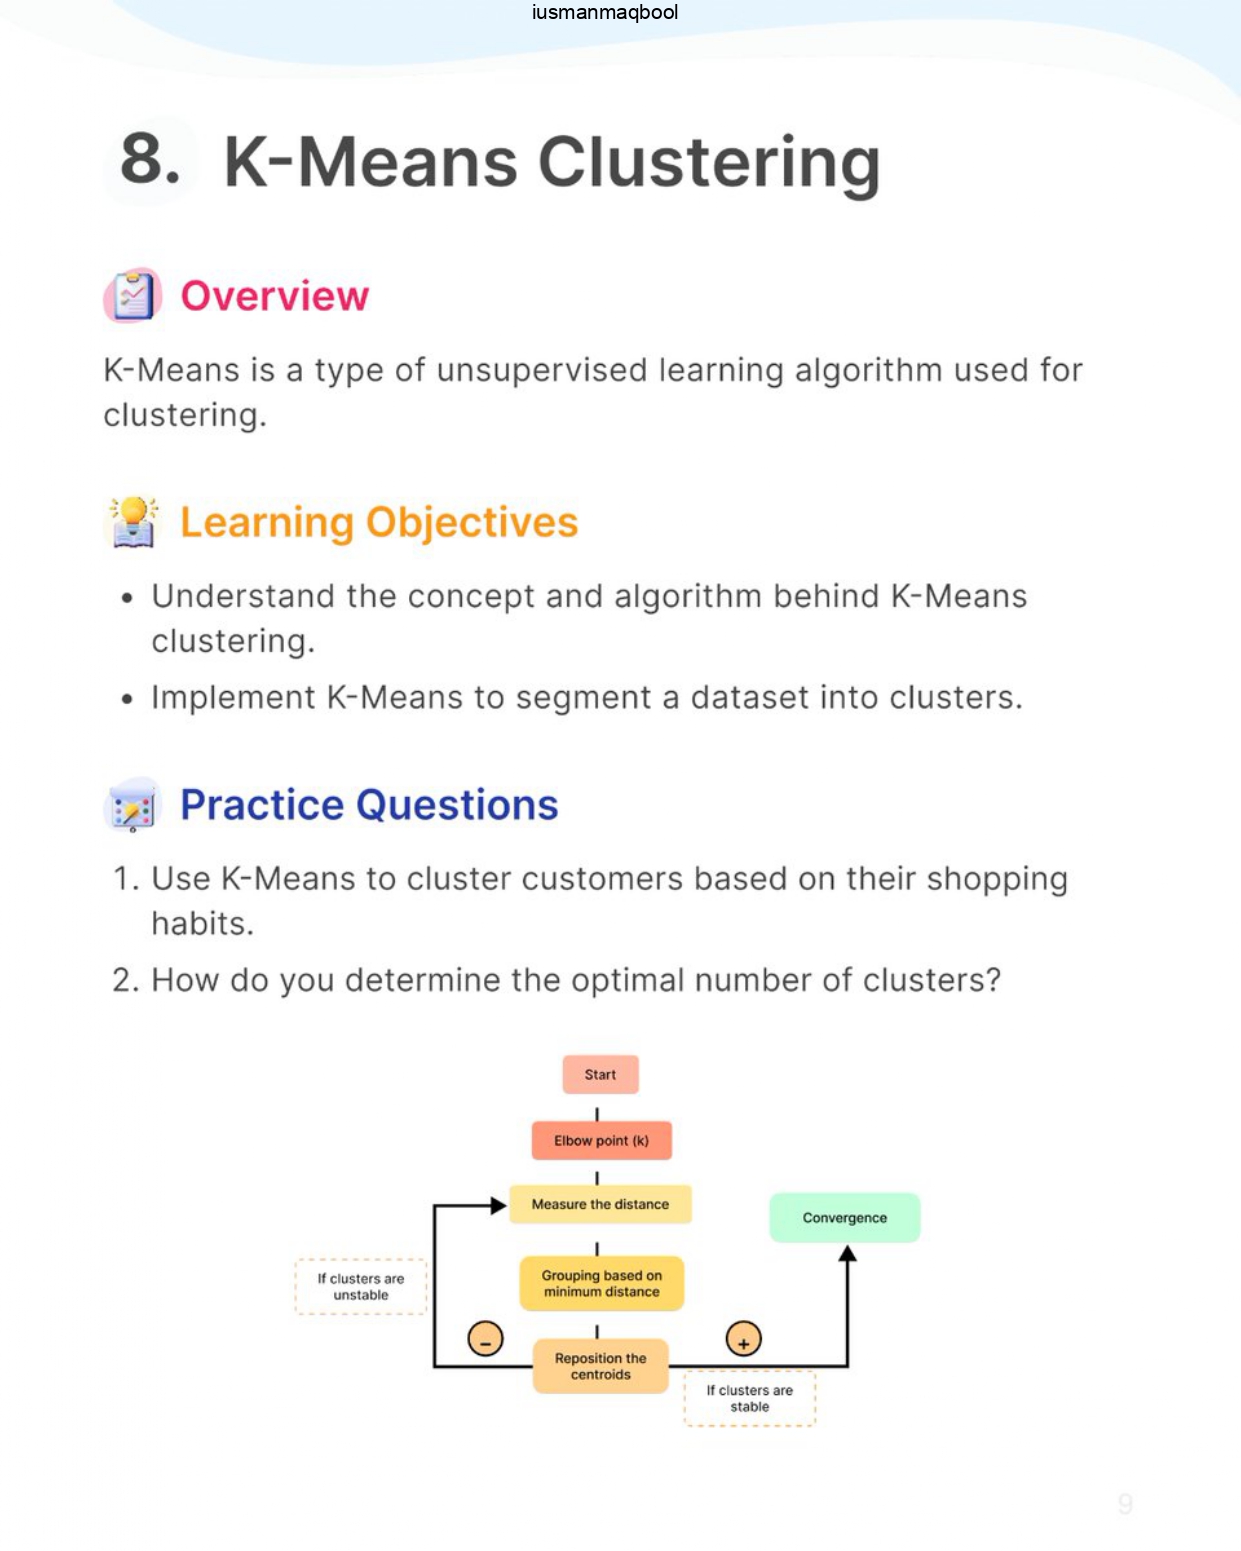 iusmanmaqbool
8. K-Means Clustering
Overview
K-Means is a type of unsupervised learning algorithm used for
clustering.
Learning Objectives
• Understand the concept and algorithm behind K-Means
clustering.
• Implement K-Means to segment a dataset into clusters.
Practice Questions
1. Use K-Means to cluster customers based on their shopping
habits.
2. How do you determine the optimal number of clusters?
Start
Elbow point (k)
Measure the distance
Convergence
If clusters are
unstable
Grouping based on
minimum distance
−
+
Reposition the
centroids
If clusters are
stable
9